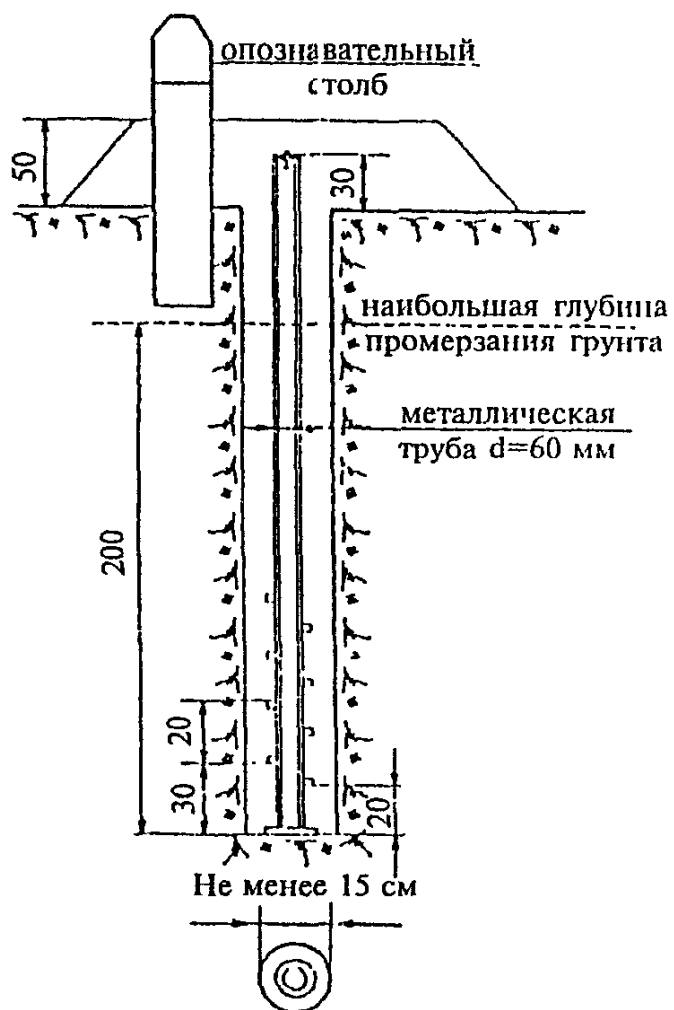 опознавательный
столб
50
30
наибольшая глубина
промерзания грунта
металлическая
труба d=60 мм
200
20
30
20
Не менее 15 см